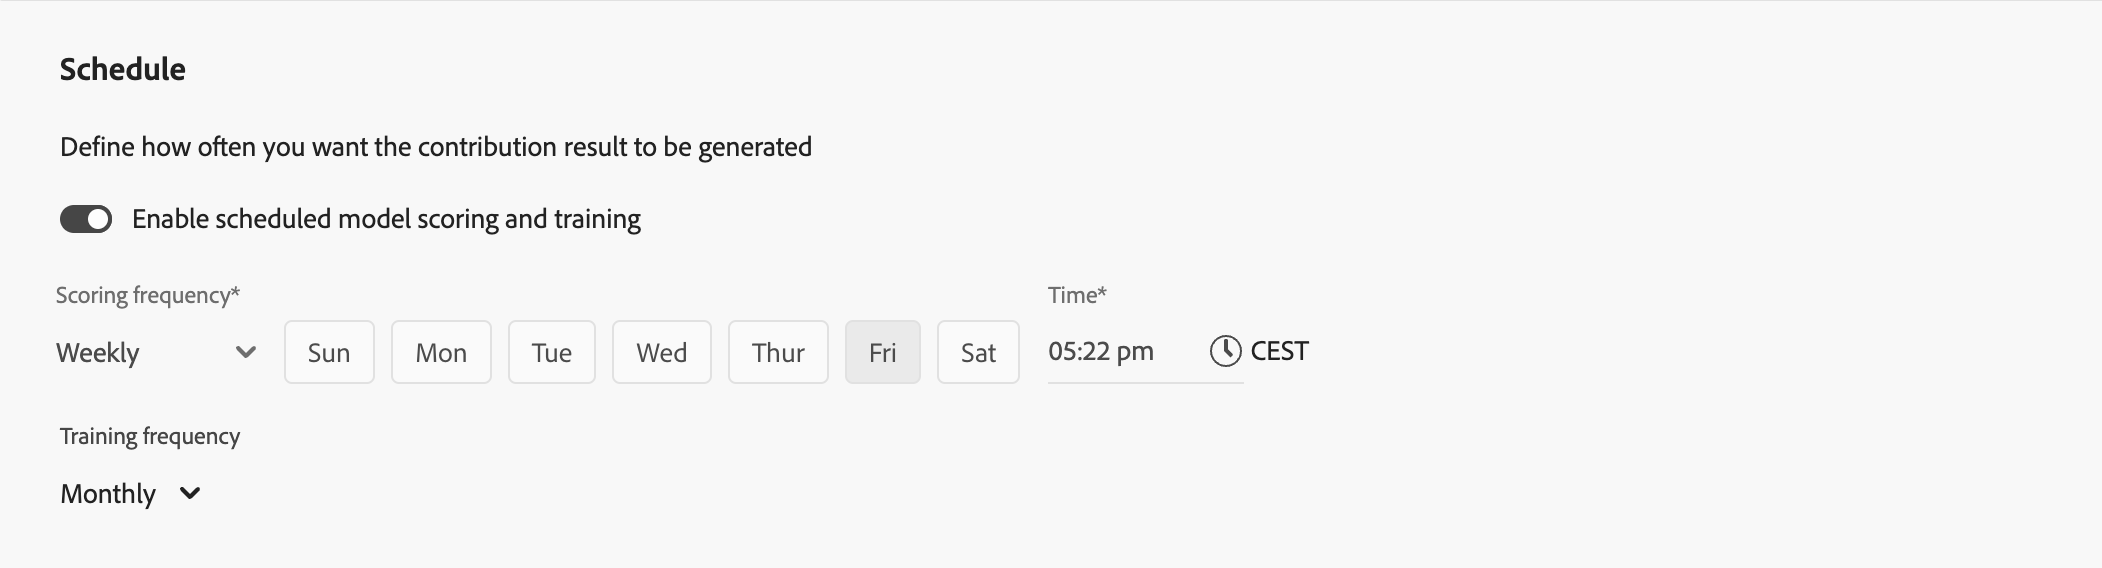 Schedule
Define how often you want the contribution result to be generated
Enable scheduled model scoring and training
Scoring frequency* Time*
Weekly Sun Mon Tue Wed Thur Fri Sat 05:22 pm CEST
Training frequency
Monthly